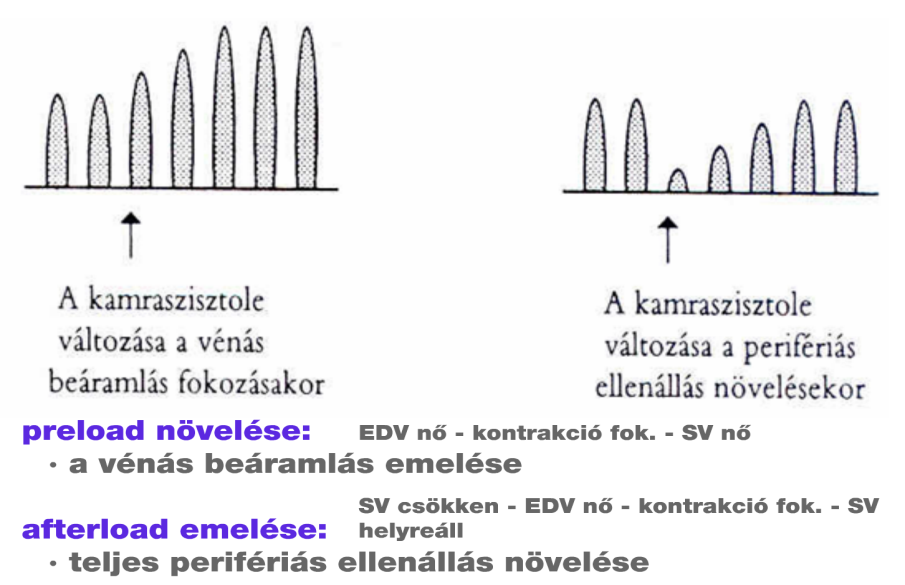 A kamraszisztole
változása a vénás
beáramlás fokozásakor
A kamraszisztole
változása a perifériás
ellenállás növelésekor
preload növelése: EDV nő - kontrakció fok. - SV nő
· a vénás beáramlás emelése
SV csökken - EDV nő - kontrakció fok. - SV
afterload emelése: helyreáll
· teljes perifériás ellenállás növelése